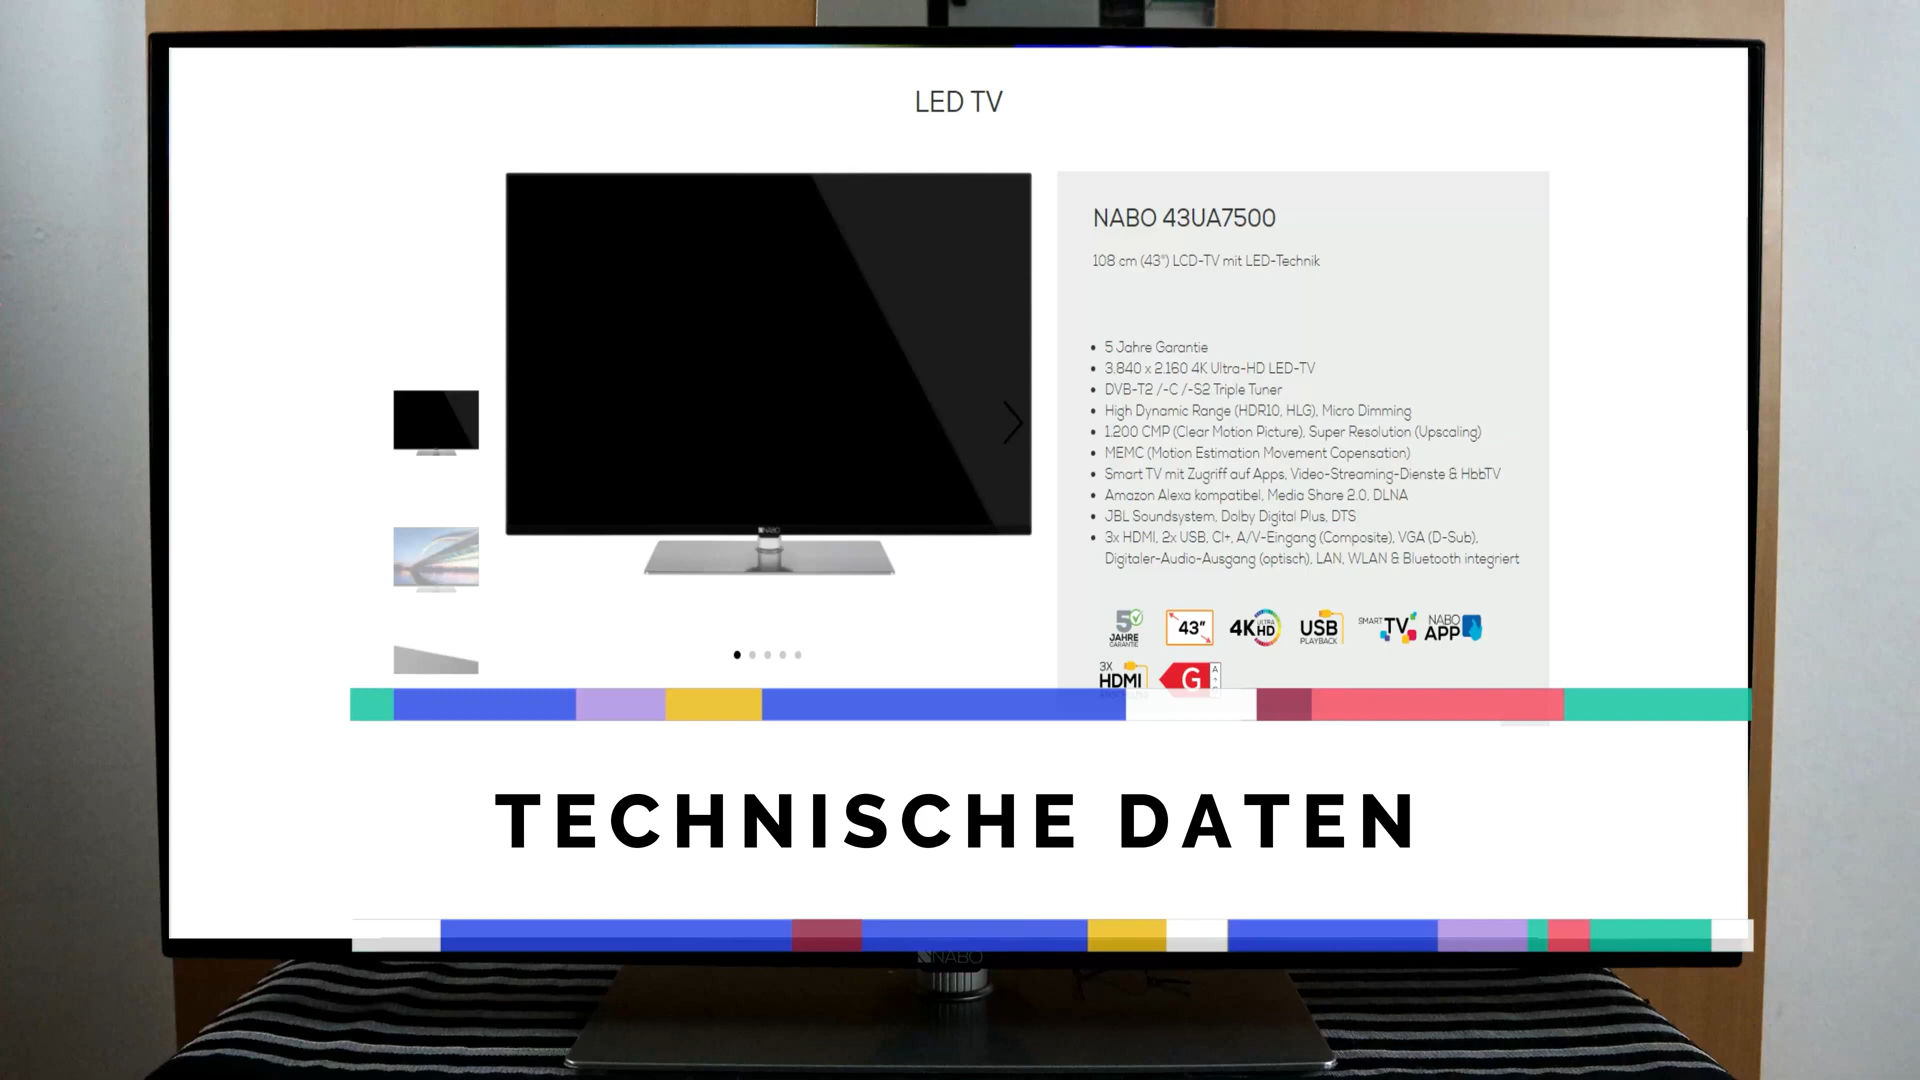 LED TV
NABO 43UA7500
108 cm (43") LCD-TV mit LED-Technik
• 5 Jahre Garantie
• 3.840 x 2.160 4K Ultra-HD LED-TV
• DVB-T2 /-C /-S2 Triple Tuner
• High Dynamic Range (HDR10, HLG), Micro Dimming
• 1.200 CMP (Clear Motion Picture), Super Resolution (Upscaling)
• MEMC (Motion Estimation Movement Copensation)
• Smart TV mit Zugriff auf Apps, Video-Streaming-Dienste & HbbTV
• Amazon Alexa kompatibel, Media Share 2.0, DLNA
• JBL Soundsystem, Dolby Digital Plus, DTS
• 3x HDMI, 2x USB, CI+, A/V-Eingang (Composite), VGA (D-Sub),
Digitaler-Audio-Ausgang (optisch), LAN, WLAN & Bluetooth integriert
NABO
5 JAHRE GARANTIE
43"
4K ULTRA HD
USB PLAYBACK
SMART TV
NABO APP
3X HDMI
G
A
TECHNISCHE DATEN
NABO